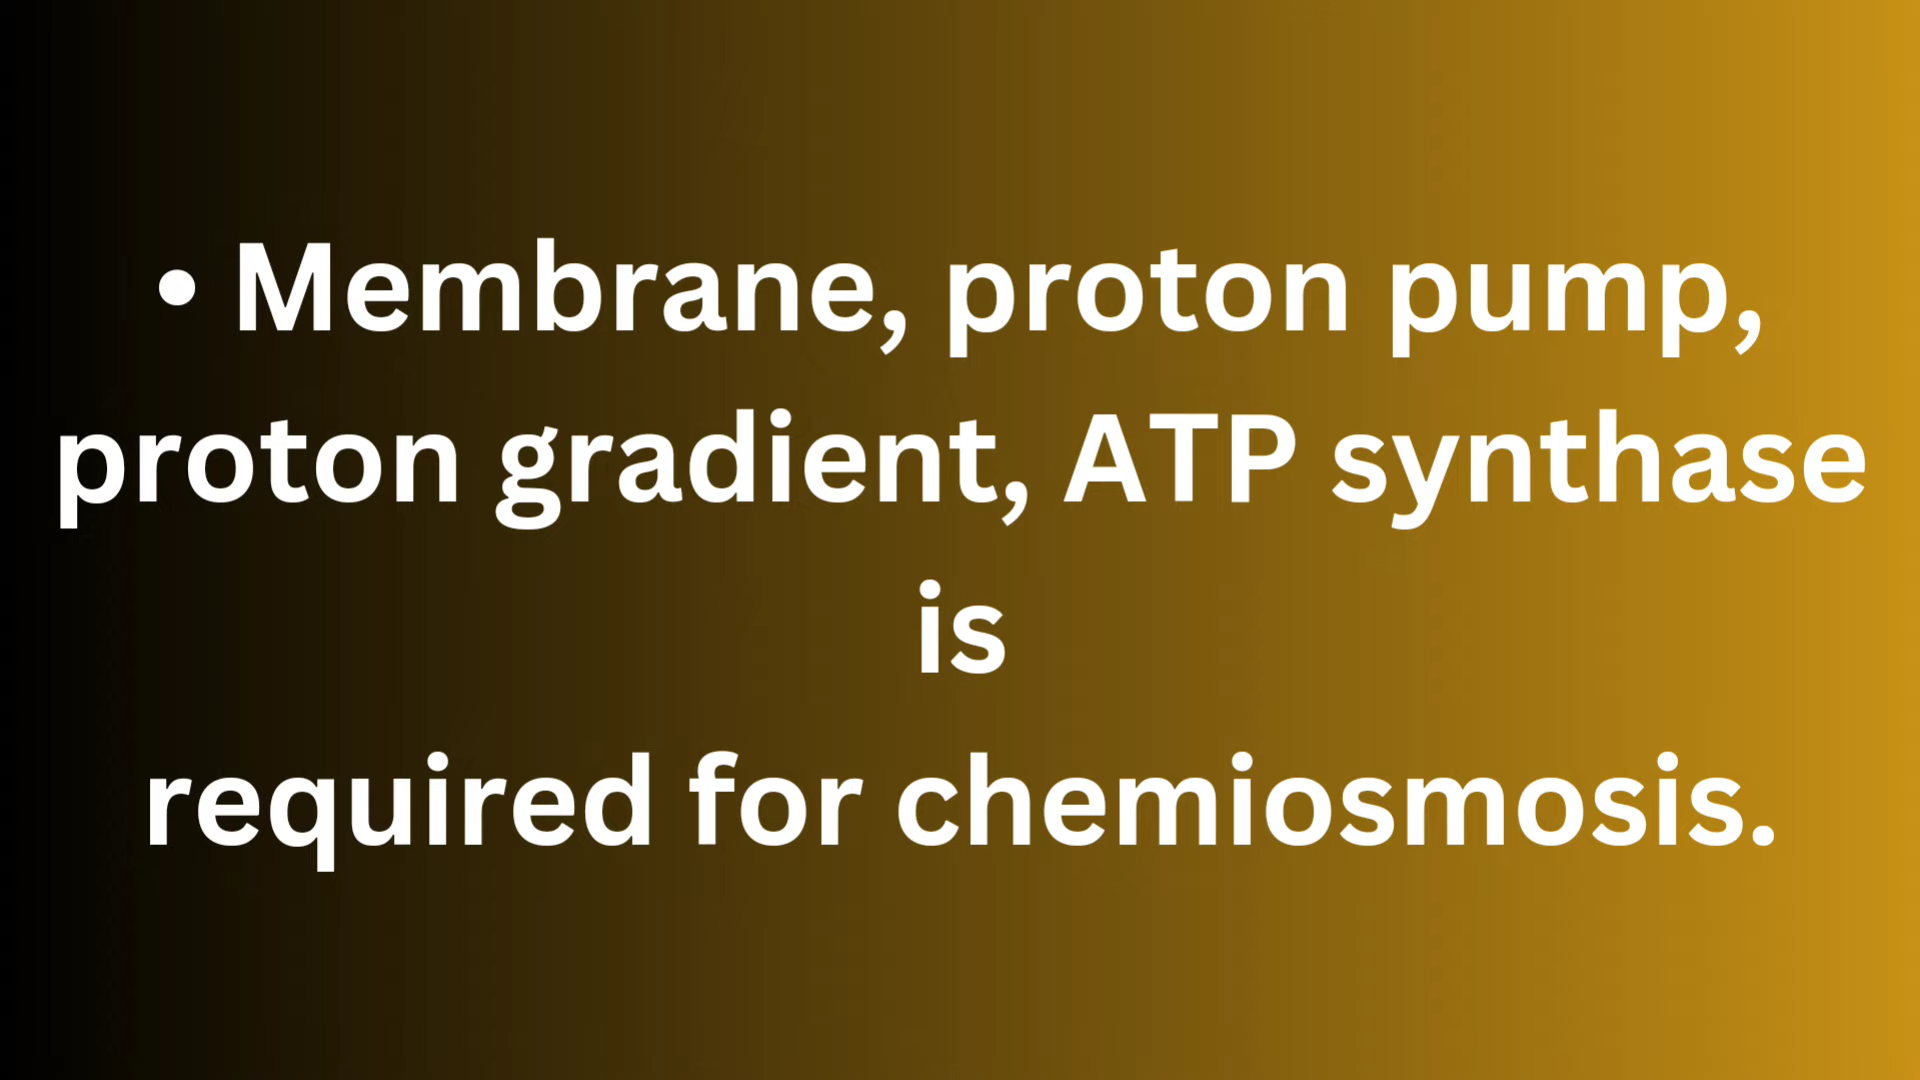 • Membrane, proton pump,
proton gradient, ATP synthase
is
required for chemiosmosis.